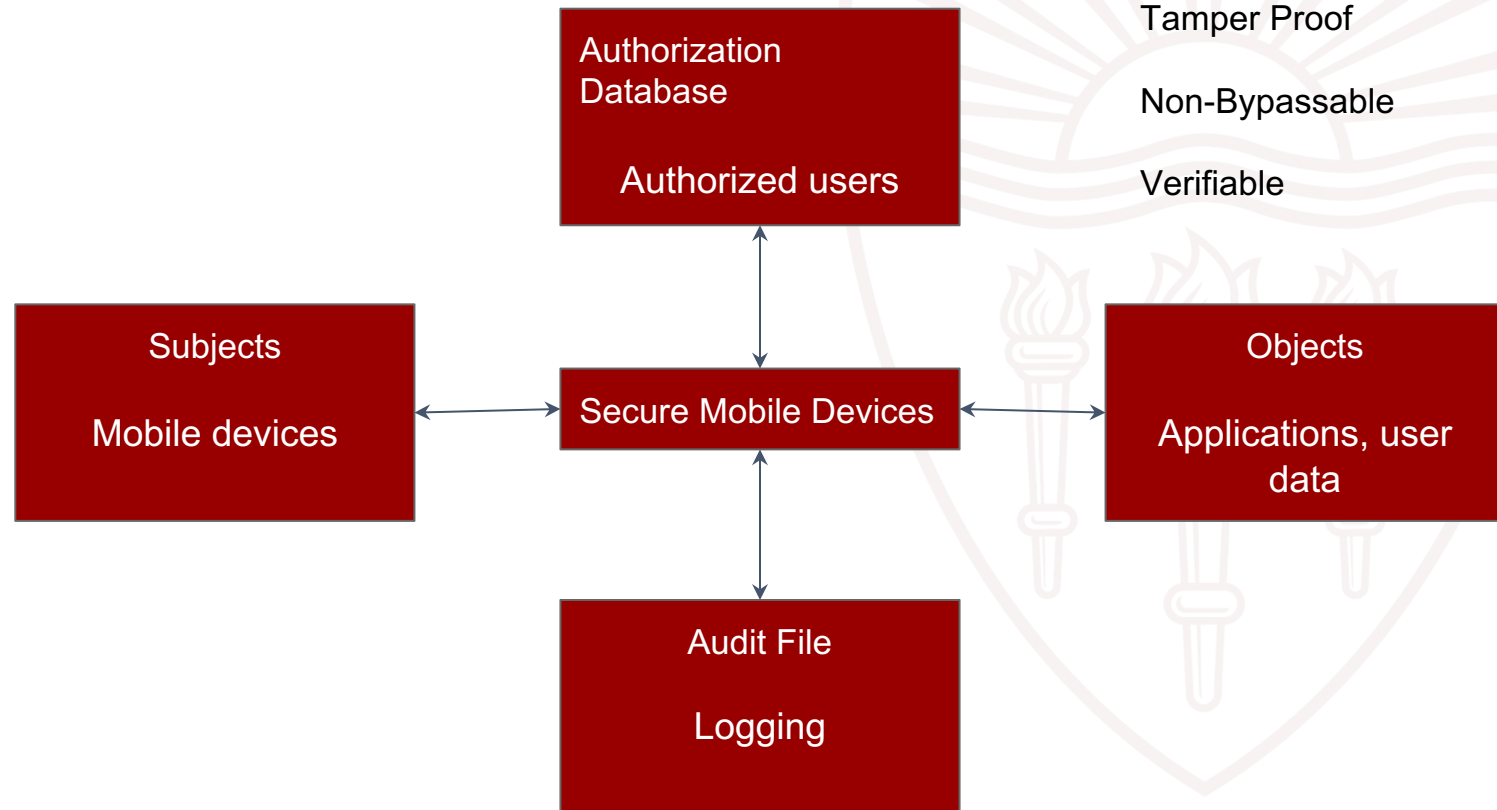 Tamper Proof
Non-Bypassable
Verifiable
Authorization
Database
Authorized users
Subjects
Mobile devices
Secure Mobile Devices
Objects
Applications, user
data
Audit File
Logging